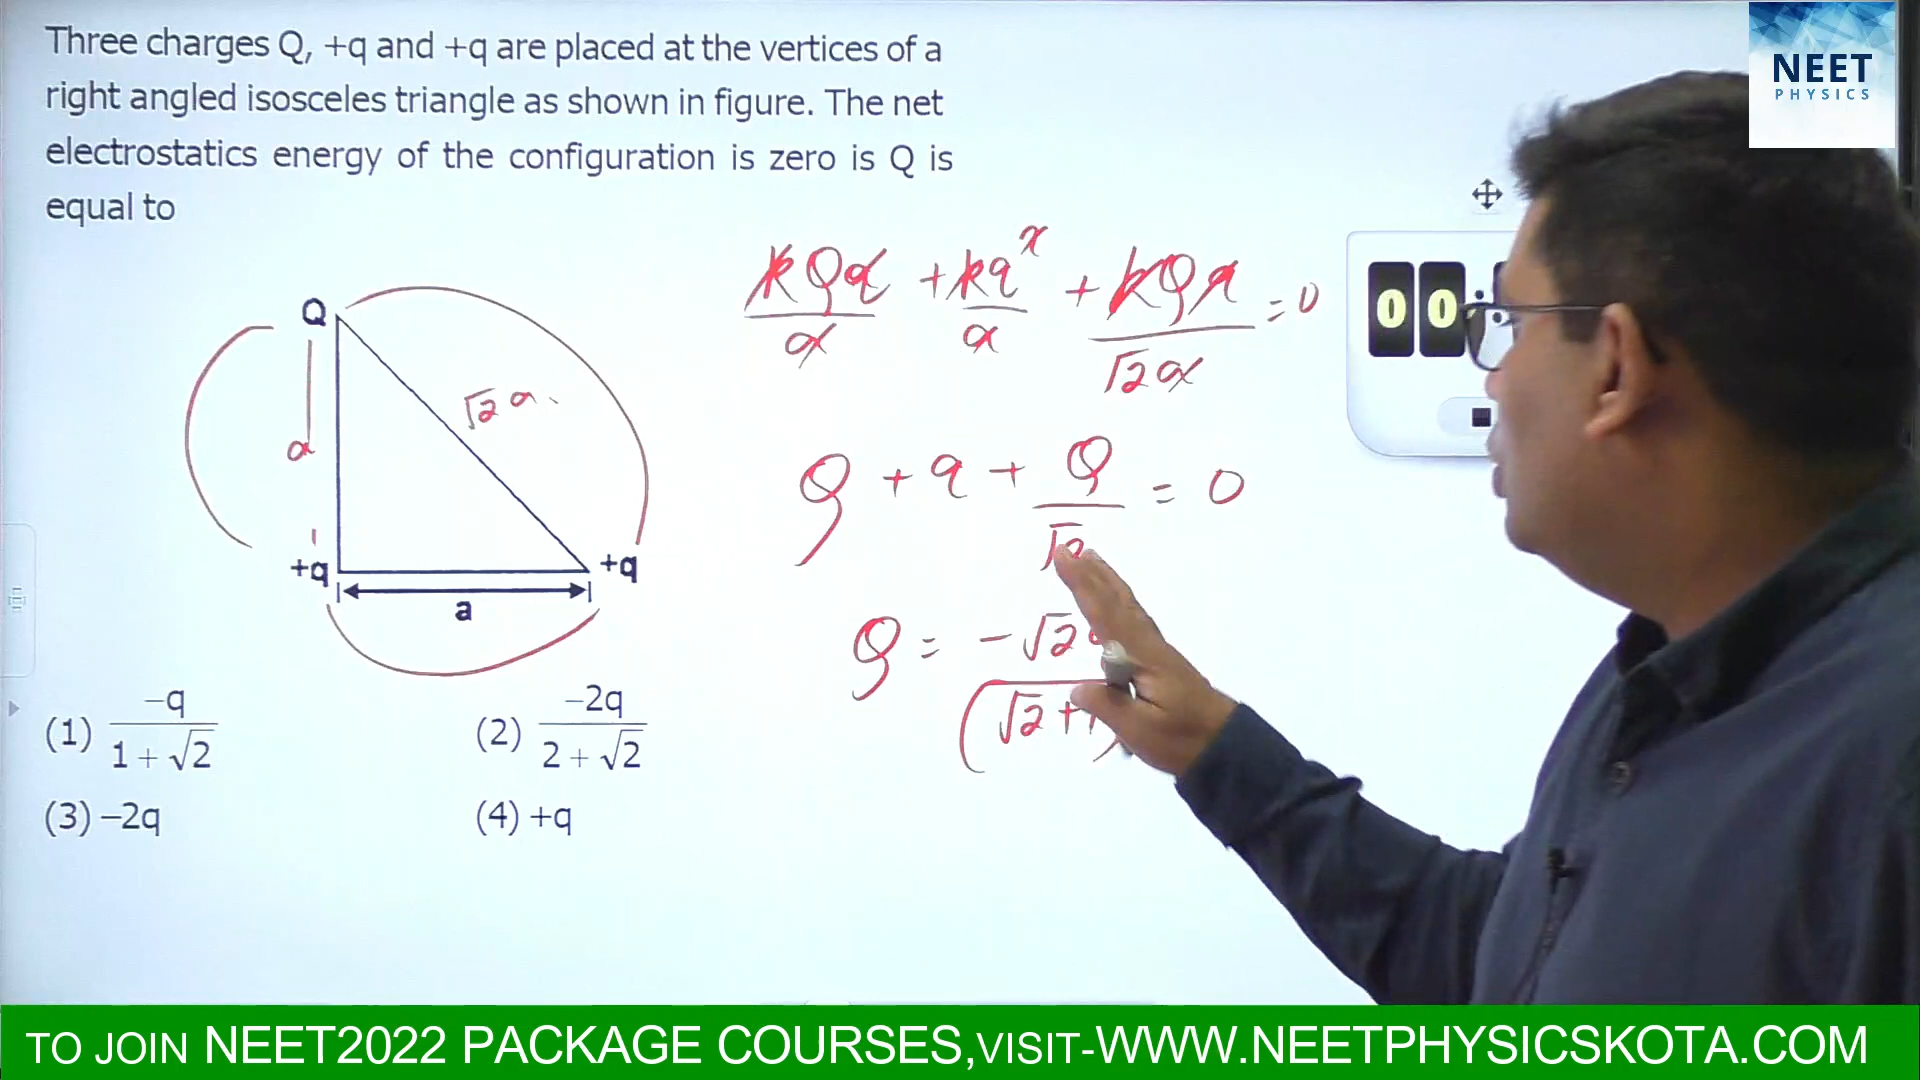 Three charges Q, +q and +q are placed at the vertices of a
right angled isosceles triangle as shown in figure. The net
electrostatics energy of the configuration is zero is Q is
equal to
Q
a
√2 a
+q
+q
a
(1) –q / 1 + √2
(2) –2q / 2 + √2
(3) –2q
(4) +q
kQq/a + kq²/a + kQq/√2a = 0
Q + q + Q/√2 = 0
Q = –√2 / (√2 +
00:
NEET
PHYSICS
TO JOIN NEET2022 PACKAGE COURSES,VISIT-WWW.NEETPHYSICSKOTA.COM